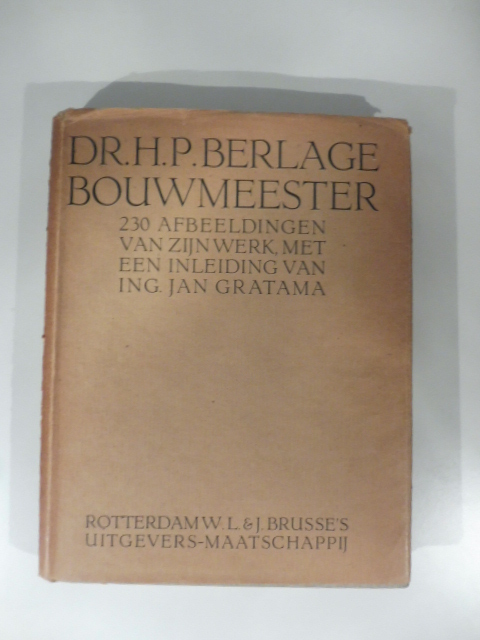 DR. H. P. BERLAGE
BOUWMEESTER
230 AFBEELDINGEN
VAN ZIJN WERK, MET
EEN INLEIDING VAN
ING. JAN GRATAMA
ROTTERDAM W. L. & J. BRUSSE'S
UITGEVERS-MAATSCHAPPIJ